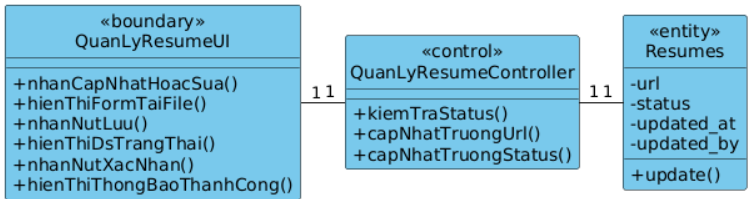 «boundary»
QuanLyResumeUI
+nhanCapNhatHoacSua()
+hienThiFormTaiFile()
+nhanNutLuu()
+hienThiDsTrangThai()
+nhanNutXacNhan()
+hienThiThongBaoThanhCong()
1 1
«control»
QuanLyResumeController
+kiemTraStatus()
+capNhatTruongUrl()
+capNhatTruongStatus()
1 1
«entity»
Resumes
-url
-status
-updated_at
-updated_by
+update()